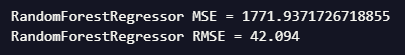 RandomForestRegressor MSE = 1771.9371726718855
RandomForestRegressor RMSE = 42.094